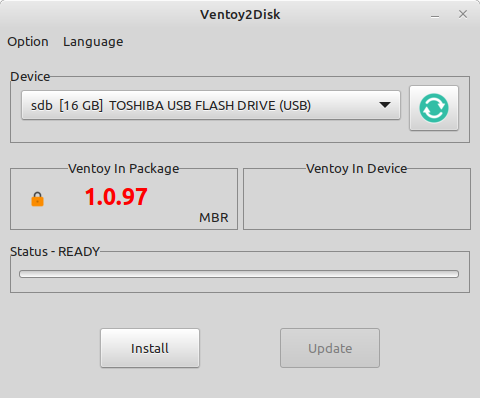 Ventoy2Disk
Option Language
Device
sdb [16 GB] TOSHIBA USB FLASH DRIVE (USB)
Ventoy In Package Ventoy In Device
1.0.97
MBR
Status - READY
Install Update